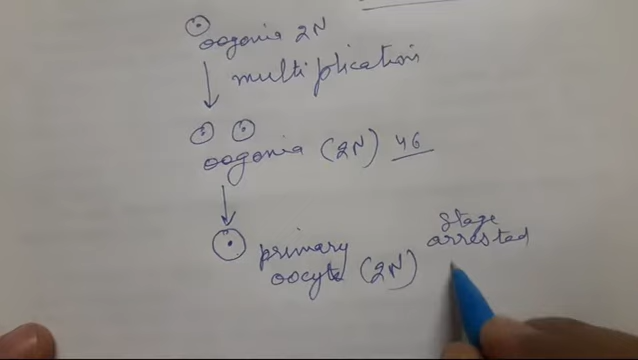 oogonia 2N
multiplication
oogonia (2N) 46
stage
arrested
primary
oocyte (2N)